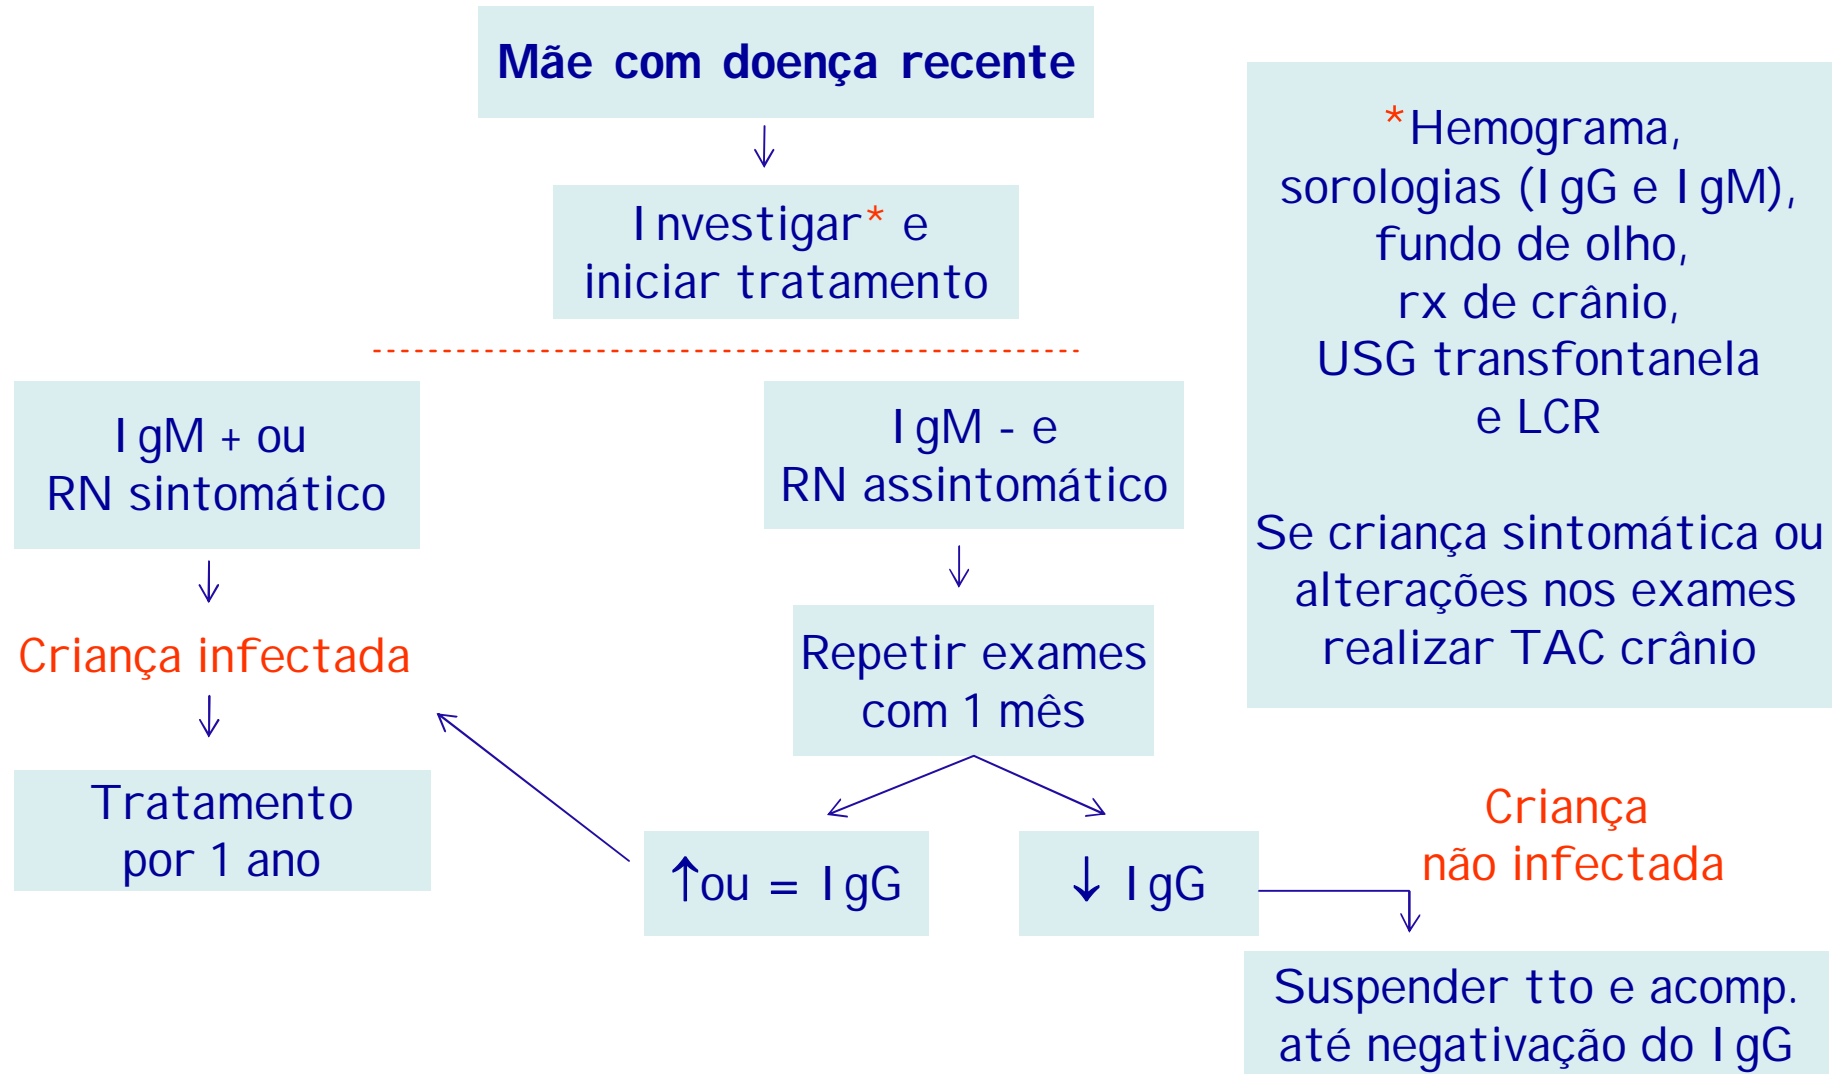 Mãe com doença recente
Investigar* e
iniciar tratamento
*Hemograma,
sorologias (IgG e IgM),
fundo de olho,
rx de crânio,
USG transfontanela
e LCR
Se criança sintomática ou
alterações nos exames
realizar TAC crânio
IgM + ou
RN sintomático
IgM - e
RN assintomático
Criança infectada
Repetir exames
com 1 mês
Tratamento
por 1 ano
↑ou = IgG
↓ IgG
Criança
não infectada
Suspender tto e acomp.
até negativação do IgG